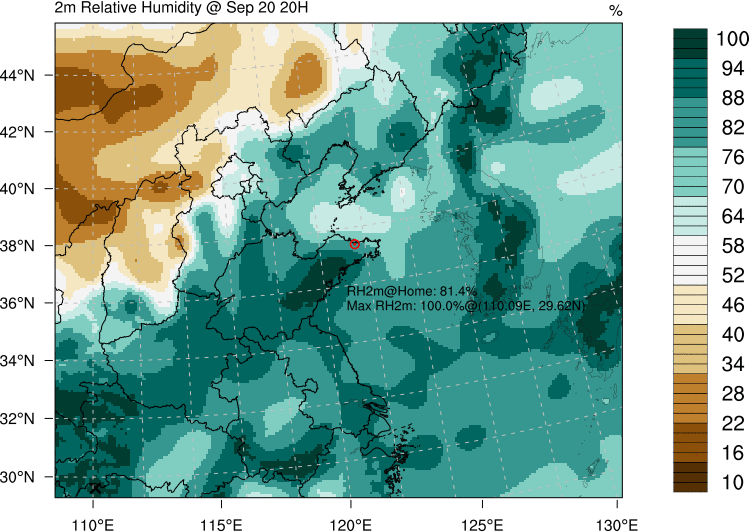 2m Relative Humidity @ Sep 20 20H
%
44°N
42°N
40°N
38°N
36°N
34°N
32°N
30°N
RH2m@Home: 81.4%
Max RH2m: 100.0%@(110.09E, 29.62N)
110°E
115°E
120°E
125°E
130°E
100
94
88
82
76
70
64
58
52
46
40
34
28
22
16
10